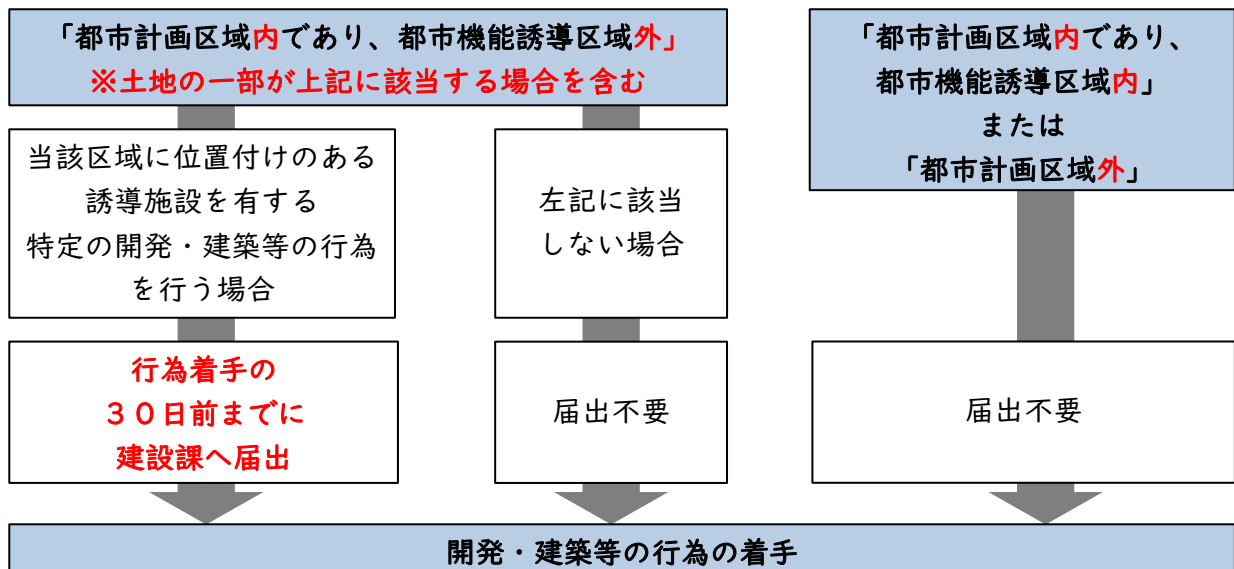 「都市計画区域内であり、都市機能誘導区域外」
※土地の一部が上記に該当する場合を含む
「都市計画区域内であり、
都市機能誘導区域内」
または
「都市計画区域外」
当該区域に位置付けのある
誘導施設を有する
特定の開発・建築等の行為
を行う場合
左記に該当
しない場合
行為着手の
３０日前までに
建設課へ届出
届出不要
届出不要
開発・建築等の行為の着手